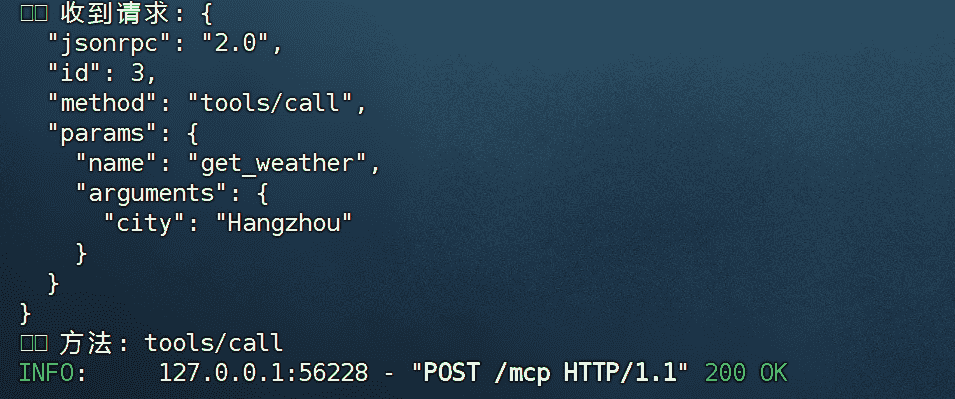 收到请求: {
"jsonrpc": "2.0",
"id": 3,
"method": "tools/call",
"params": {
"name": "get_weather",
"arguments": {
"city": "Hangzhou"
}
}
}
方法: tools/call
INFO: 127.0.0.1:56228 - "POST /mcp HTTP/1.1" 200 OK